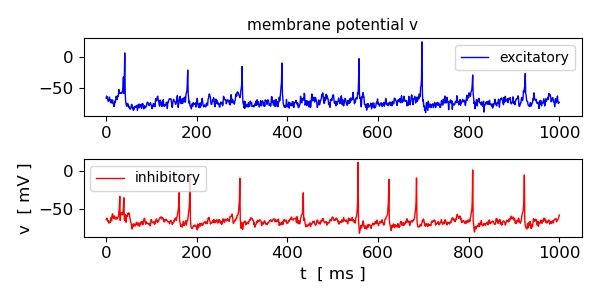 membrane potential v
0
−50
excitatory
0 200 400 600 800 1000
0
−50
inhibitory
v [ mV ]
0 200 400 600 800 1000
t [ ms ]